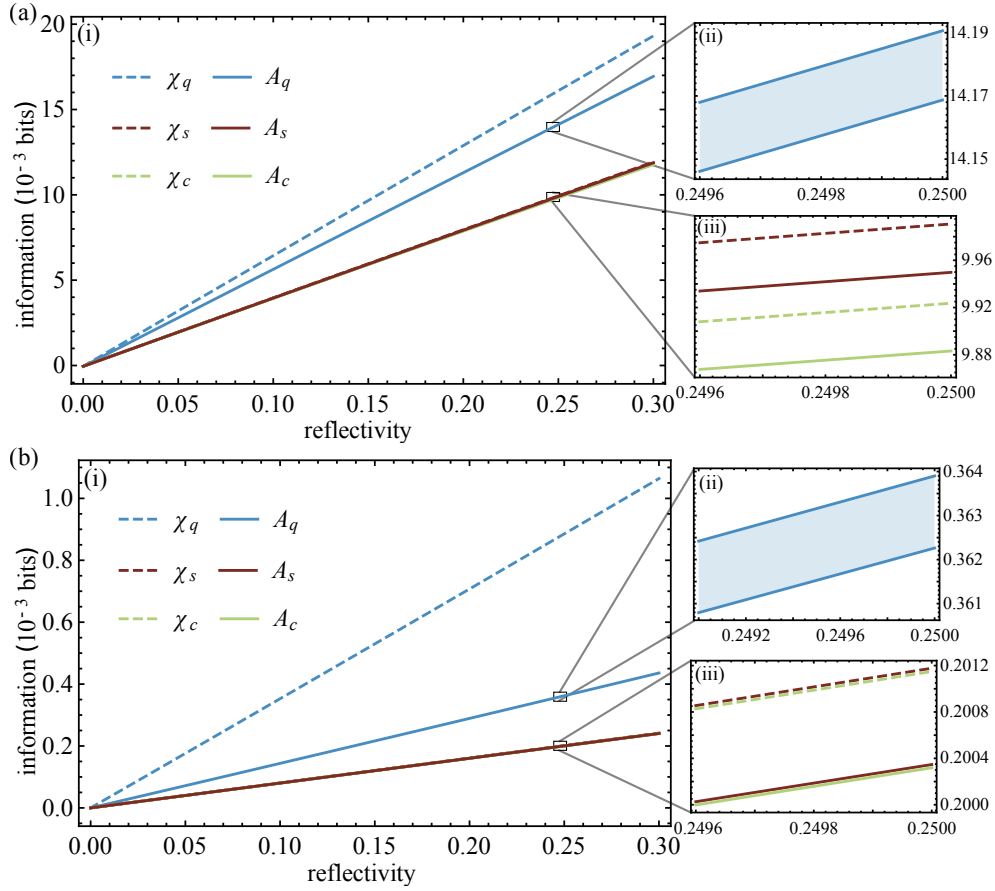 (a)
(i)
information (10⁻³ bits)
20
15
10
5
0
χq Aq
χs As
χc Ac
0.00 0.05 0.10 0.15 0.20 0.25 0.30
reflectivity
(ii)
14.19
14.17
14.15
0.2496 0.2498 0.2500
(iii)
9.96
9.92
9.88
0.2496 0.2498 0.2500
(b)
(i)
information (10⁻³ bits)
1.0
0.8
0.6
0.4
0.2
0.0
χq Aq
χs As
χc Ac
0.00 0.05 0.10 0.15 0.20 0.25 0.30
reflectivity
(ii)
0.364
0.363
0.362
0.361
0.2492 0.2496 0.2500
(iii)
0.2012
0.2008
0.2004
0.2000
0.2496 0.2498 0.2500